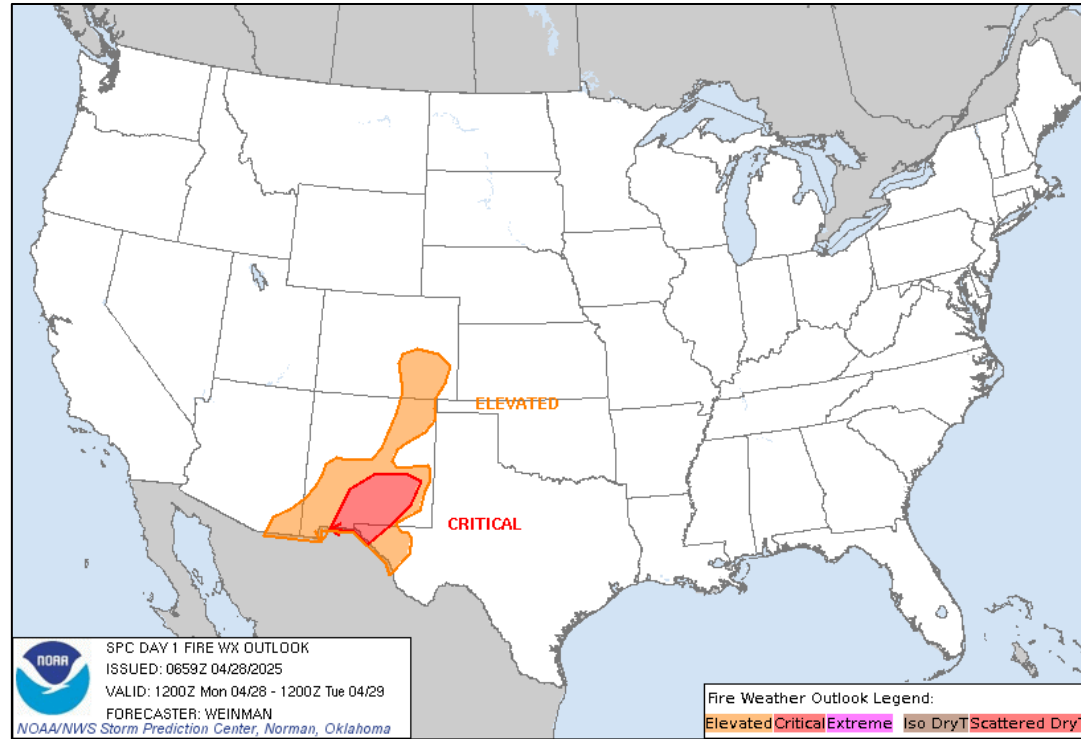 ELEVATED
CRITICAL
NOAA
SPC DAY 1 FIRE WX OUTLOOK
ISSUED: 0659Z 04/28/2025
VALID: 1200Z Mon 04/28 - 1200Z Tue 04/29
FORECASTER: WEINMAN
NOAA/NWS Storm Prediction Center, Norman, Oklahoma
Fire Weather Outlook Legend:
Elevated Critical Extreme Iso DryT Scattered DryT